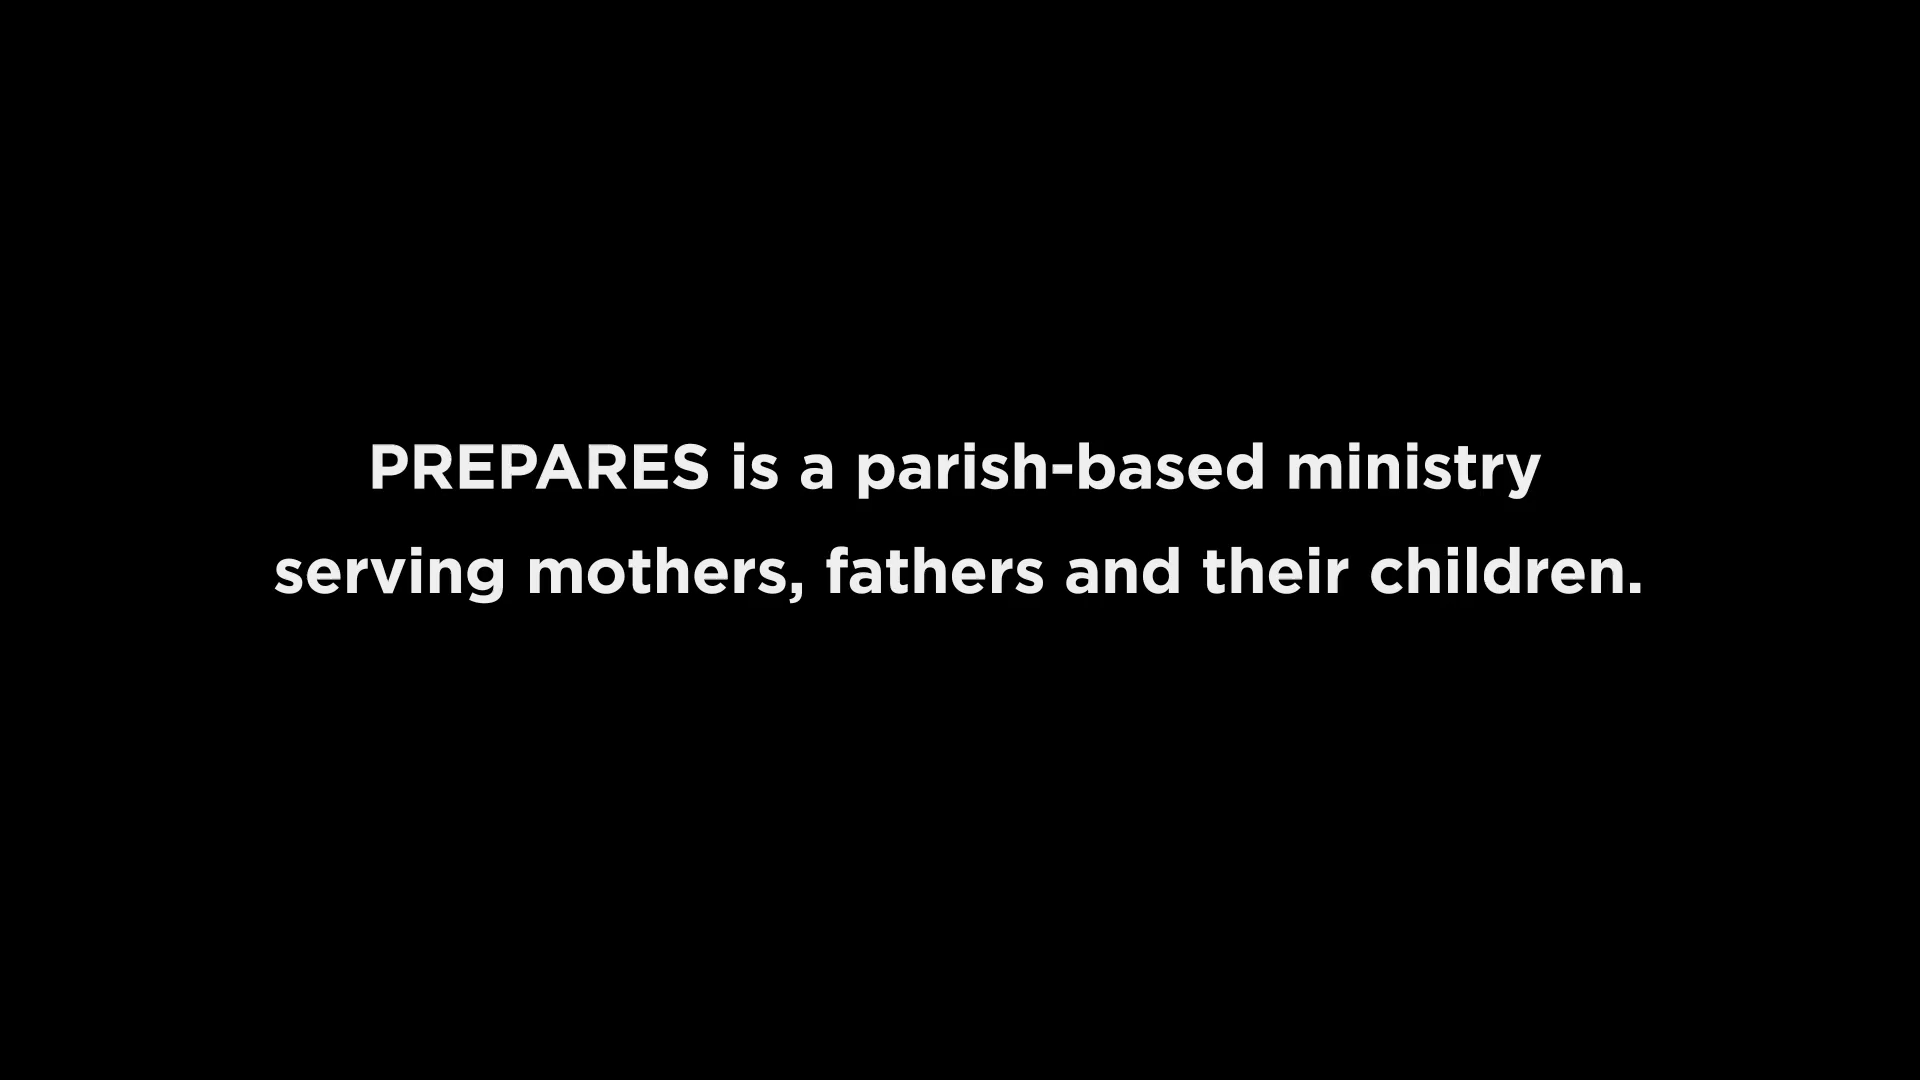 PREPARES is a parish-based ministry
serving mothers, fathers and their children.